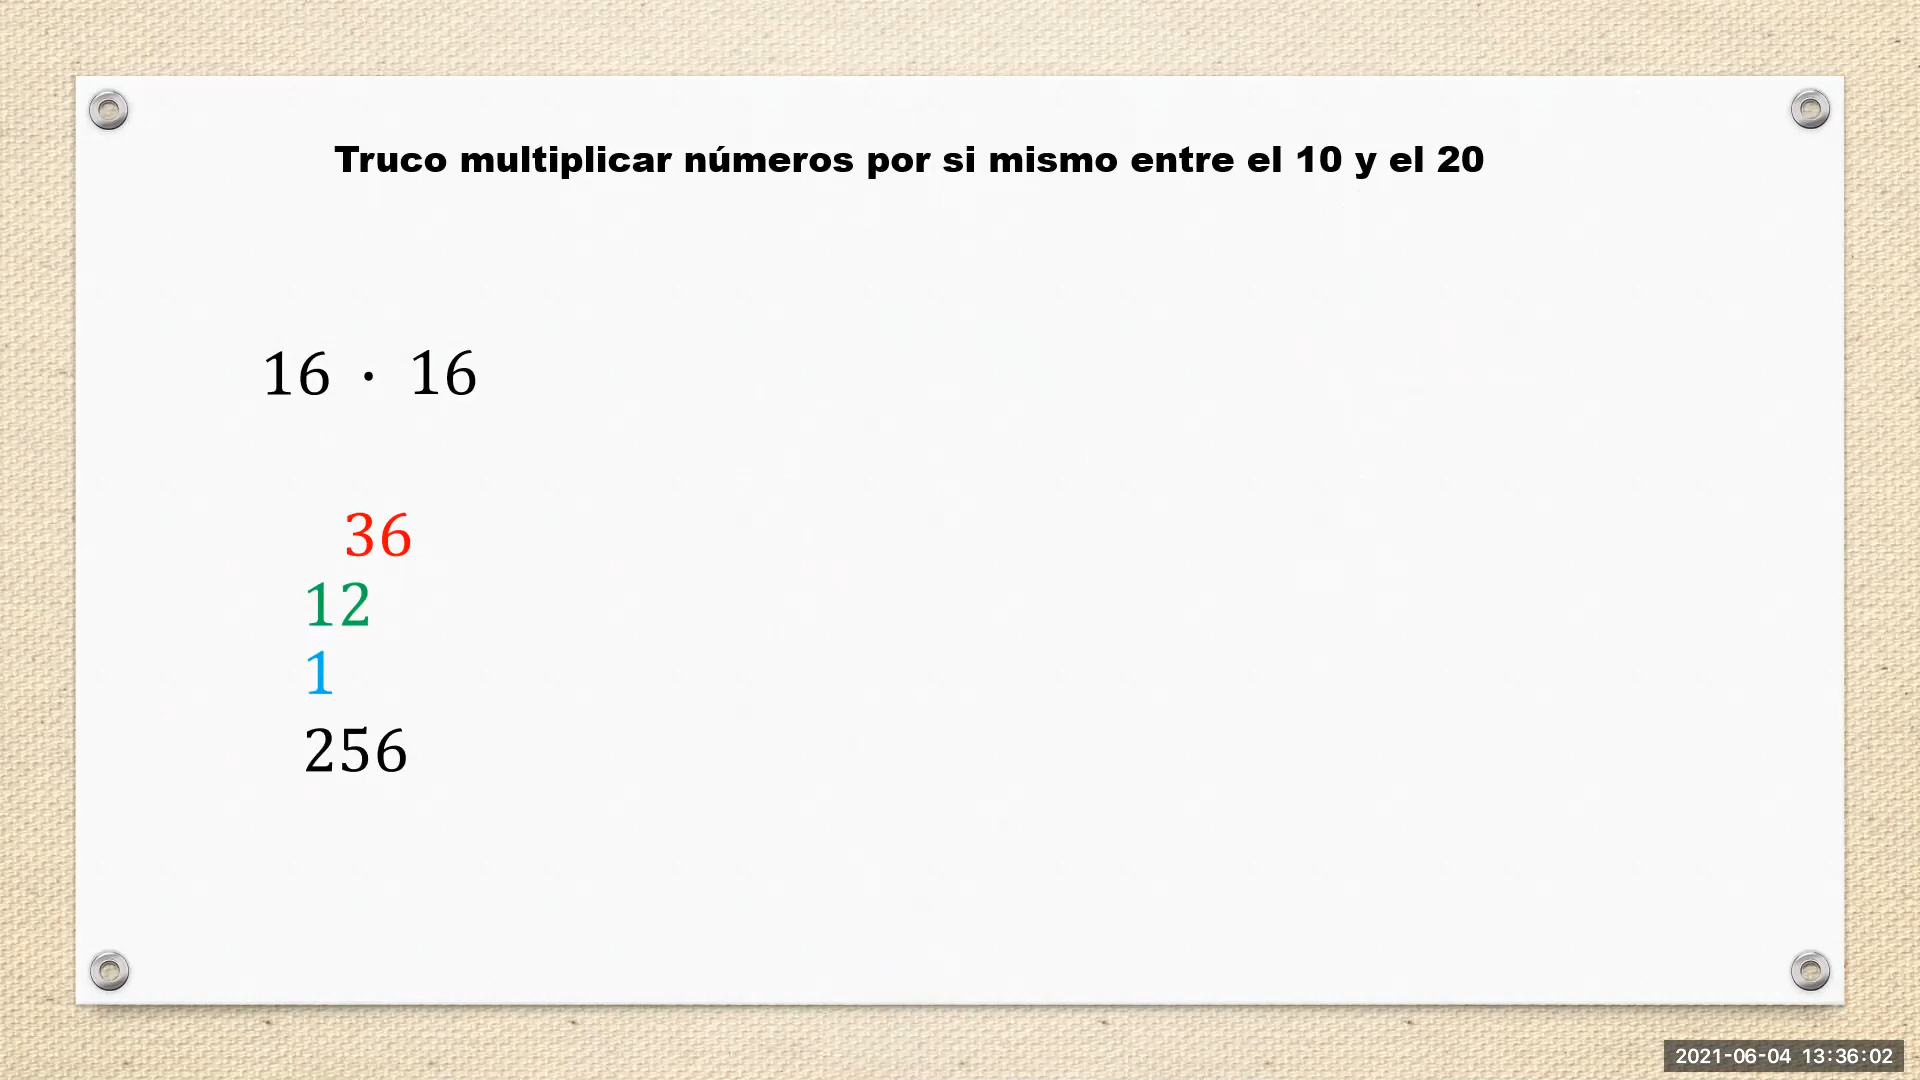 Truco multiplicar números por si mismo entre el 10 y el 20
16 · 16
36
12
1
256
2021-06-04 13:36:02